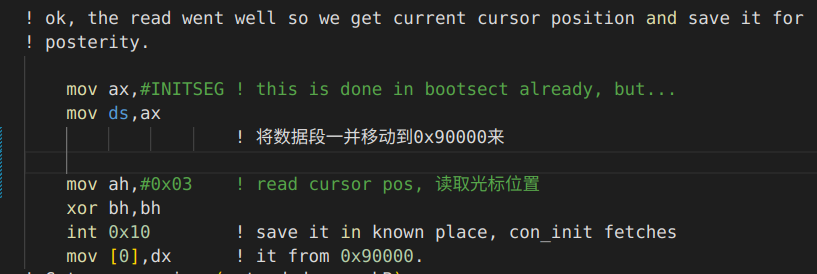 ! ok, the read went well so we get current cursor position and save it for
! posterity.
mov ax,#INITSEG ! this is done in bootsect already, but...
mov ds,ax
! 将数据段一并移动到0x90000来
mov ah,#0x03 ! read cursor pos, 读取光标位置
xor bh,bh
int 0x10 ! save it in known place, con_init fetches
mov [0],dx ! it from 0x90000.